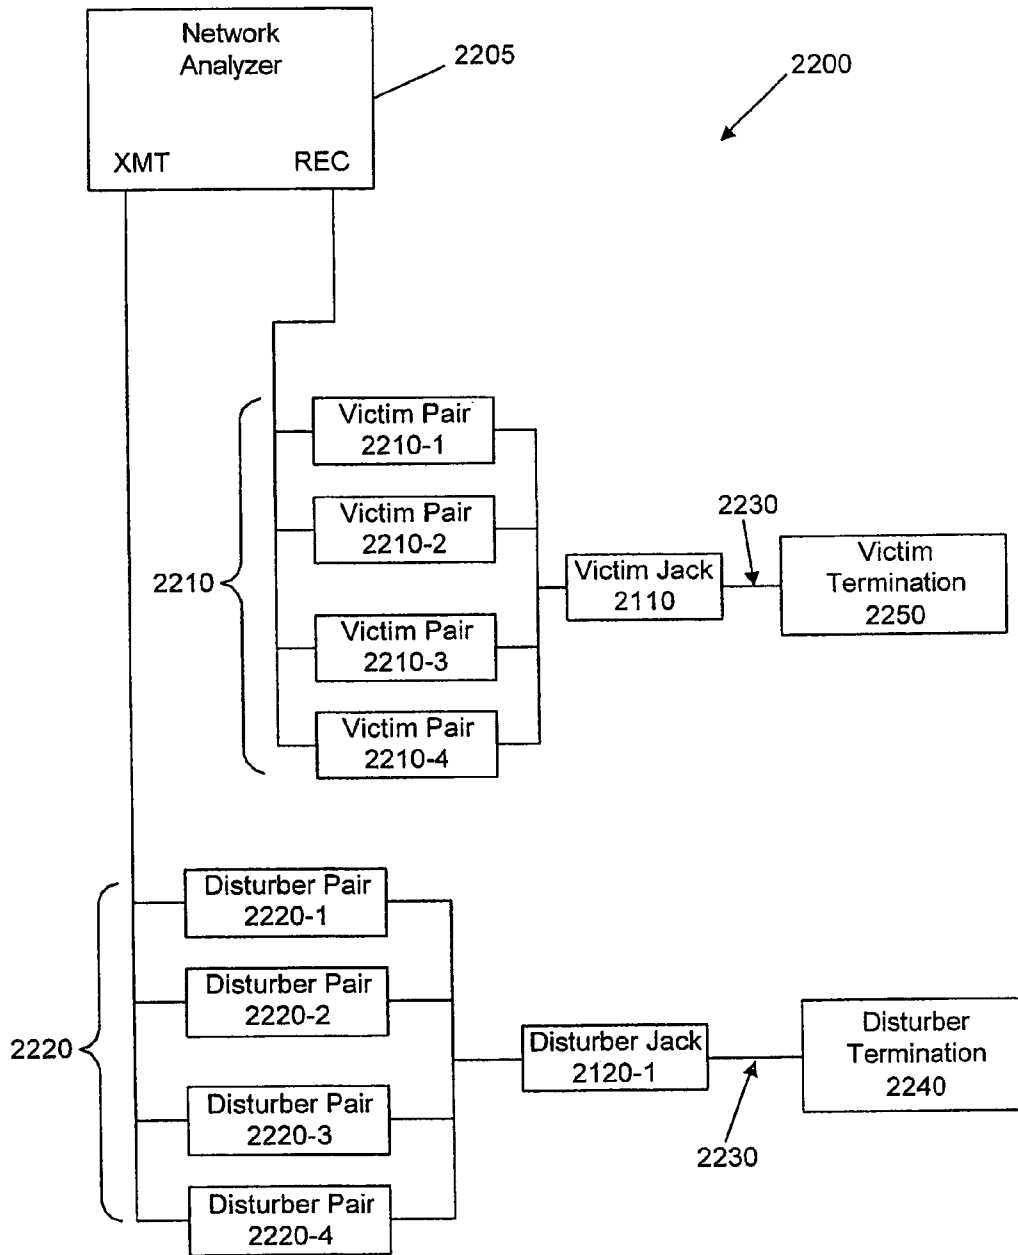 Network
Analyzer
2205
2200
XMT
REC
Victim Pair
2210-1
Victim Pair
2210-2
2230
2210
Victim Jack
2110
Victim
Termination
2250
Victim Pair
2210-3
Victim Pair
2210-4
Disturber Pair
2220-1
Disturber Pair
2220-2
2220
Disturber Jack
2120-1
Disturber
Termination
2240
Disturber Pair
2220-3
2230
Disturber Pair
2220-4